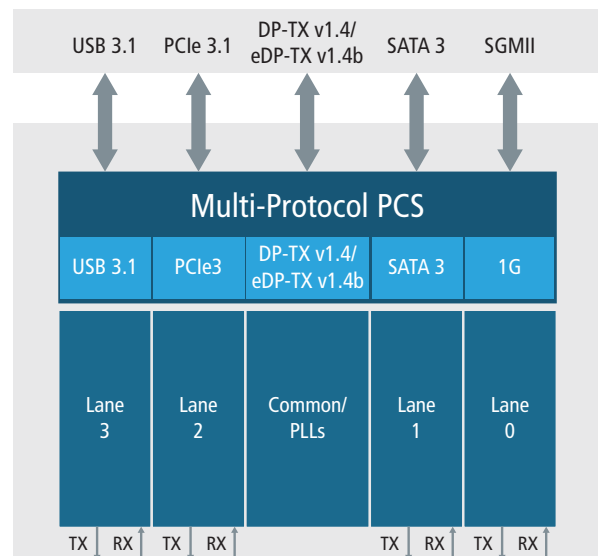 USB 3.1 PCIe 3.1 DP-TX v1.4/ eDP-TX v1.4b SATA 3 SGMII
Multi-Protocol PCS
USB 3.1 PCIe3 DP-TX v1.4/ eDP-TX v1.4b SATA 3 1G
Lane 3 Lane 2 Common/ PLLs Lane 1 Lane 0
TX RX TX RX TX RX TX RX